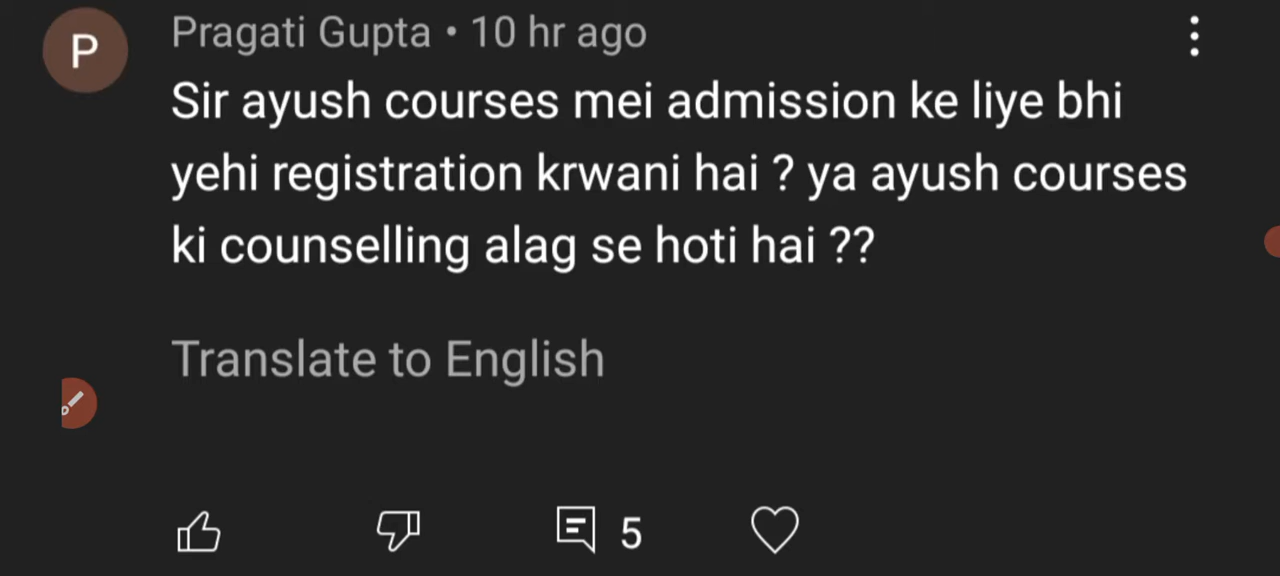 P
Pragati Gupta • 10 hr ago
Sir ayush courses mei admission ke liye bhi
yehi registration krwani hai ? ya ayush courses
ki counselling alag se hoti hai ??
Translate to English
5